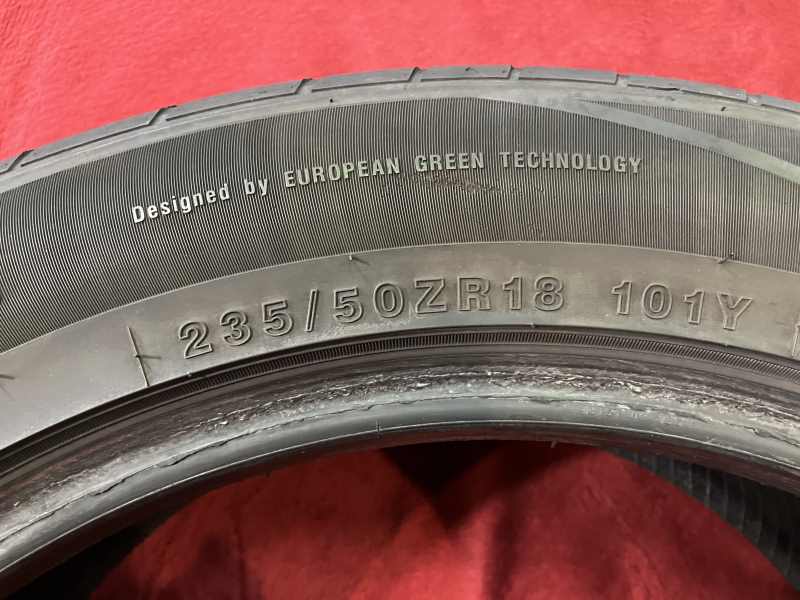 Designed by EUROPEAN GREEN TECHNOLOGY
235/50ZR18 101Y